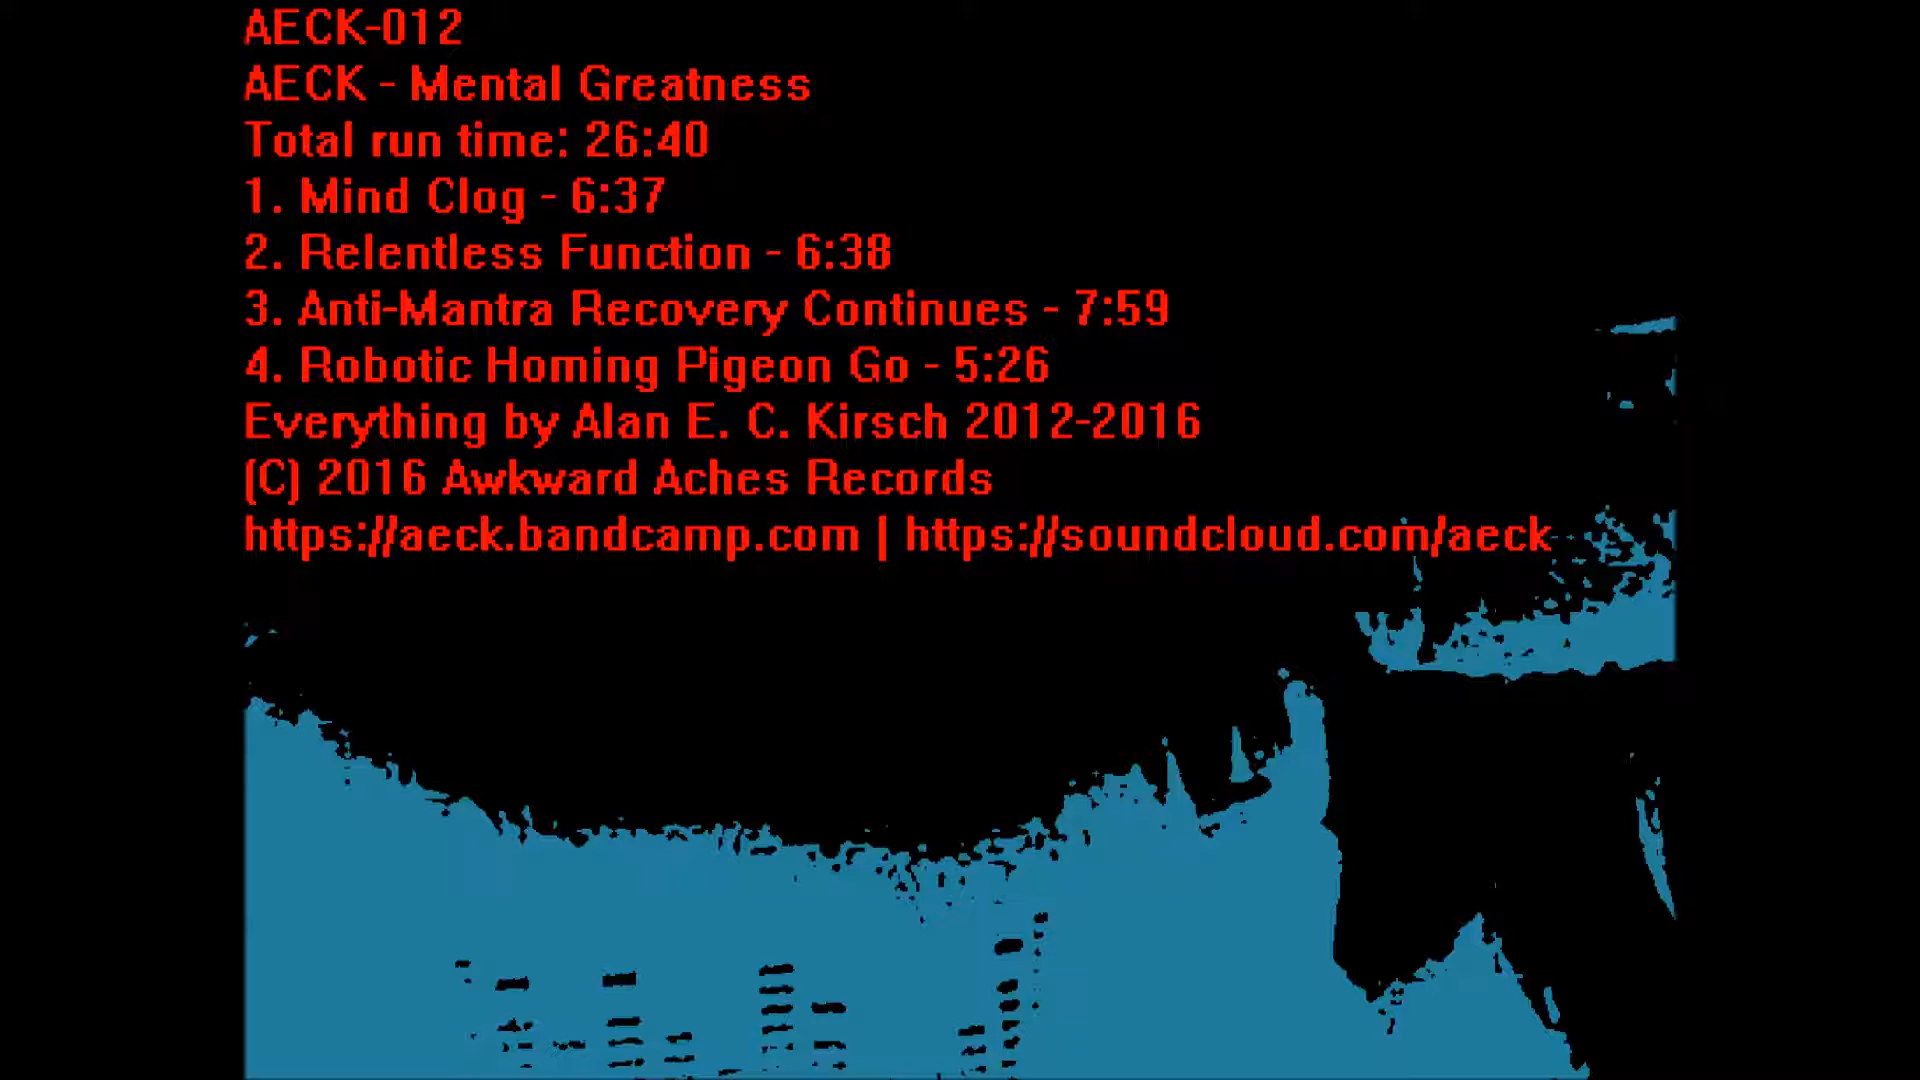 AECK-012
AECK - Mental Greatness
Total run time: 26:40
1. Mind Clog - 6:37
2. Relentless Function - 6:38
3. Anti-Mantra Recovery Continues - 7:59
4. Robotic Homing Pigeon Go - 5:26
Everything by Alan E. C. Kirsch 2012-2016
(C) 2016 Awkward Aches Records
https://aeck.bandcamp.com | https://soundcloud.com/aeck